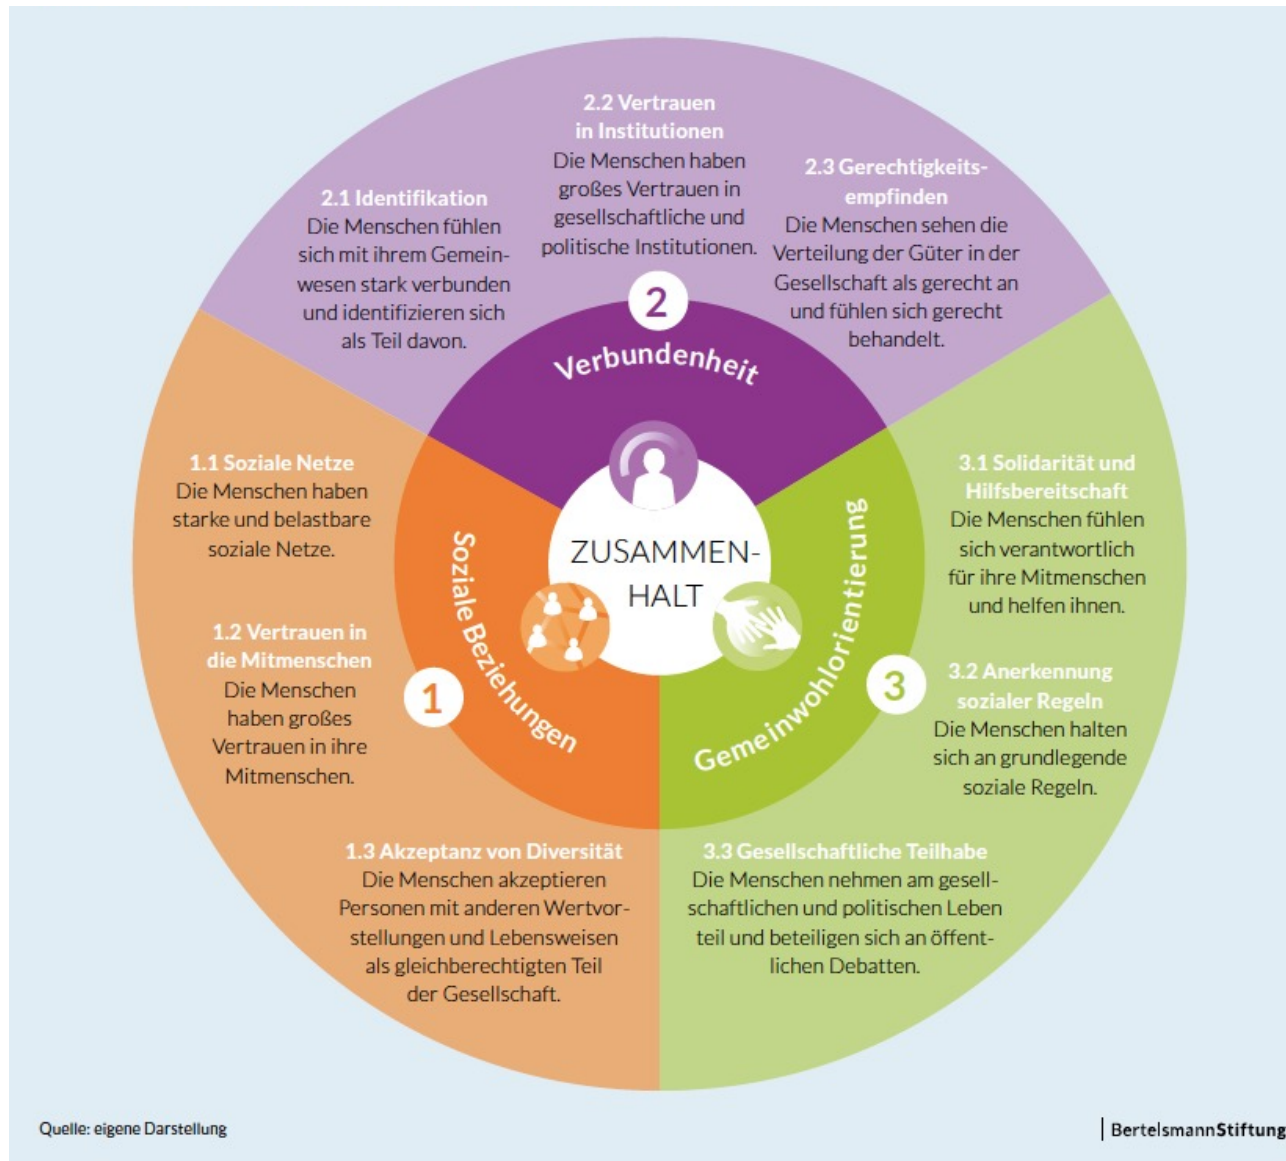 2.2 Vertrauen
in Institutionen
Die Menschen haben
großes Vertrauen in
gesellschaftliche und
politische Institutionen.
2.1 Identifikation
Die Menschen fühlen
sich mit ihrem Gemein-
wesen stark verbunden
und identifizieren sich
als Teil davon.
2.3 Gerechtigkeits-
empfinden
Die Menschen sehen die
Verteilung der Güter in der
Gesellschaft als gerecht an
und fühlen sich gerecht
behandelt.
2
Verbundenheit
1.1 Soziale Netze
Die Menschen haben
starke und belastbare
soziale Netze.
1.2 Vertrauen in
die Mitmenschen
Die Menschen
haben großes
Vertrauen in ihre
Mitmenschen.
1
Soziale Beziehungen
ZUSAMMEN-
HALT
Gemeinwohlorientierung
3
3.1 Solidarität und
Hilfsbereitschaft
Die Menschen fühlen
sich verantwortlich
für ihre Mitmenschen
und helfen ihnen.
3.2 Anerkennung
sozialer Regeln
Die Menschen halten
sich an grundlegende
soziale Regeln.
1.3 Akzeptanz von Diversität
Die Menschen akzeptieren
Personen mit anderen Wertvor-
stellungen und Lebensweisen
als gleichberechtigten Teil
der Gesellschaft.
3.3 Gesellschaftliche Teilhabe
Die Menschen nehmen am gesell-
schaftlichen und politischen Leben
teil und beteiligen sich an öffent-
lichen Debatten.
Quelle: eigene Darstellung
BertelsmannStiftung